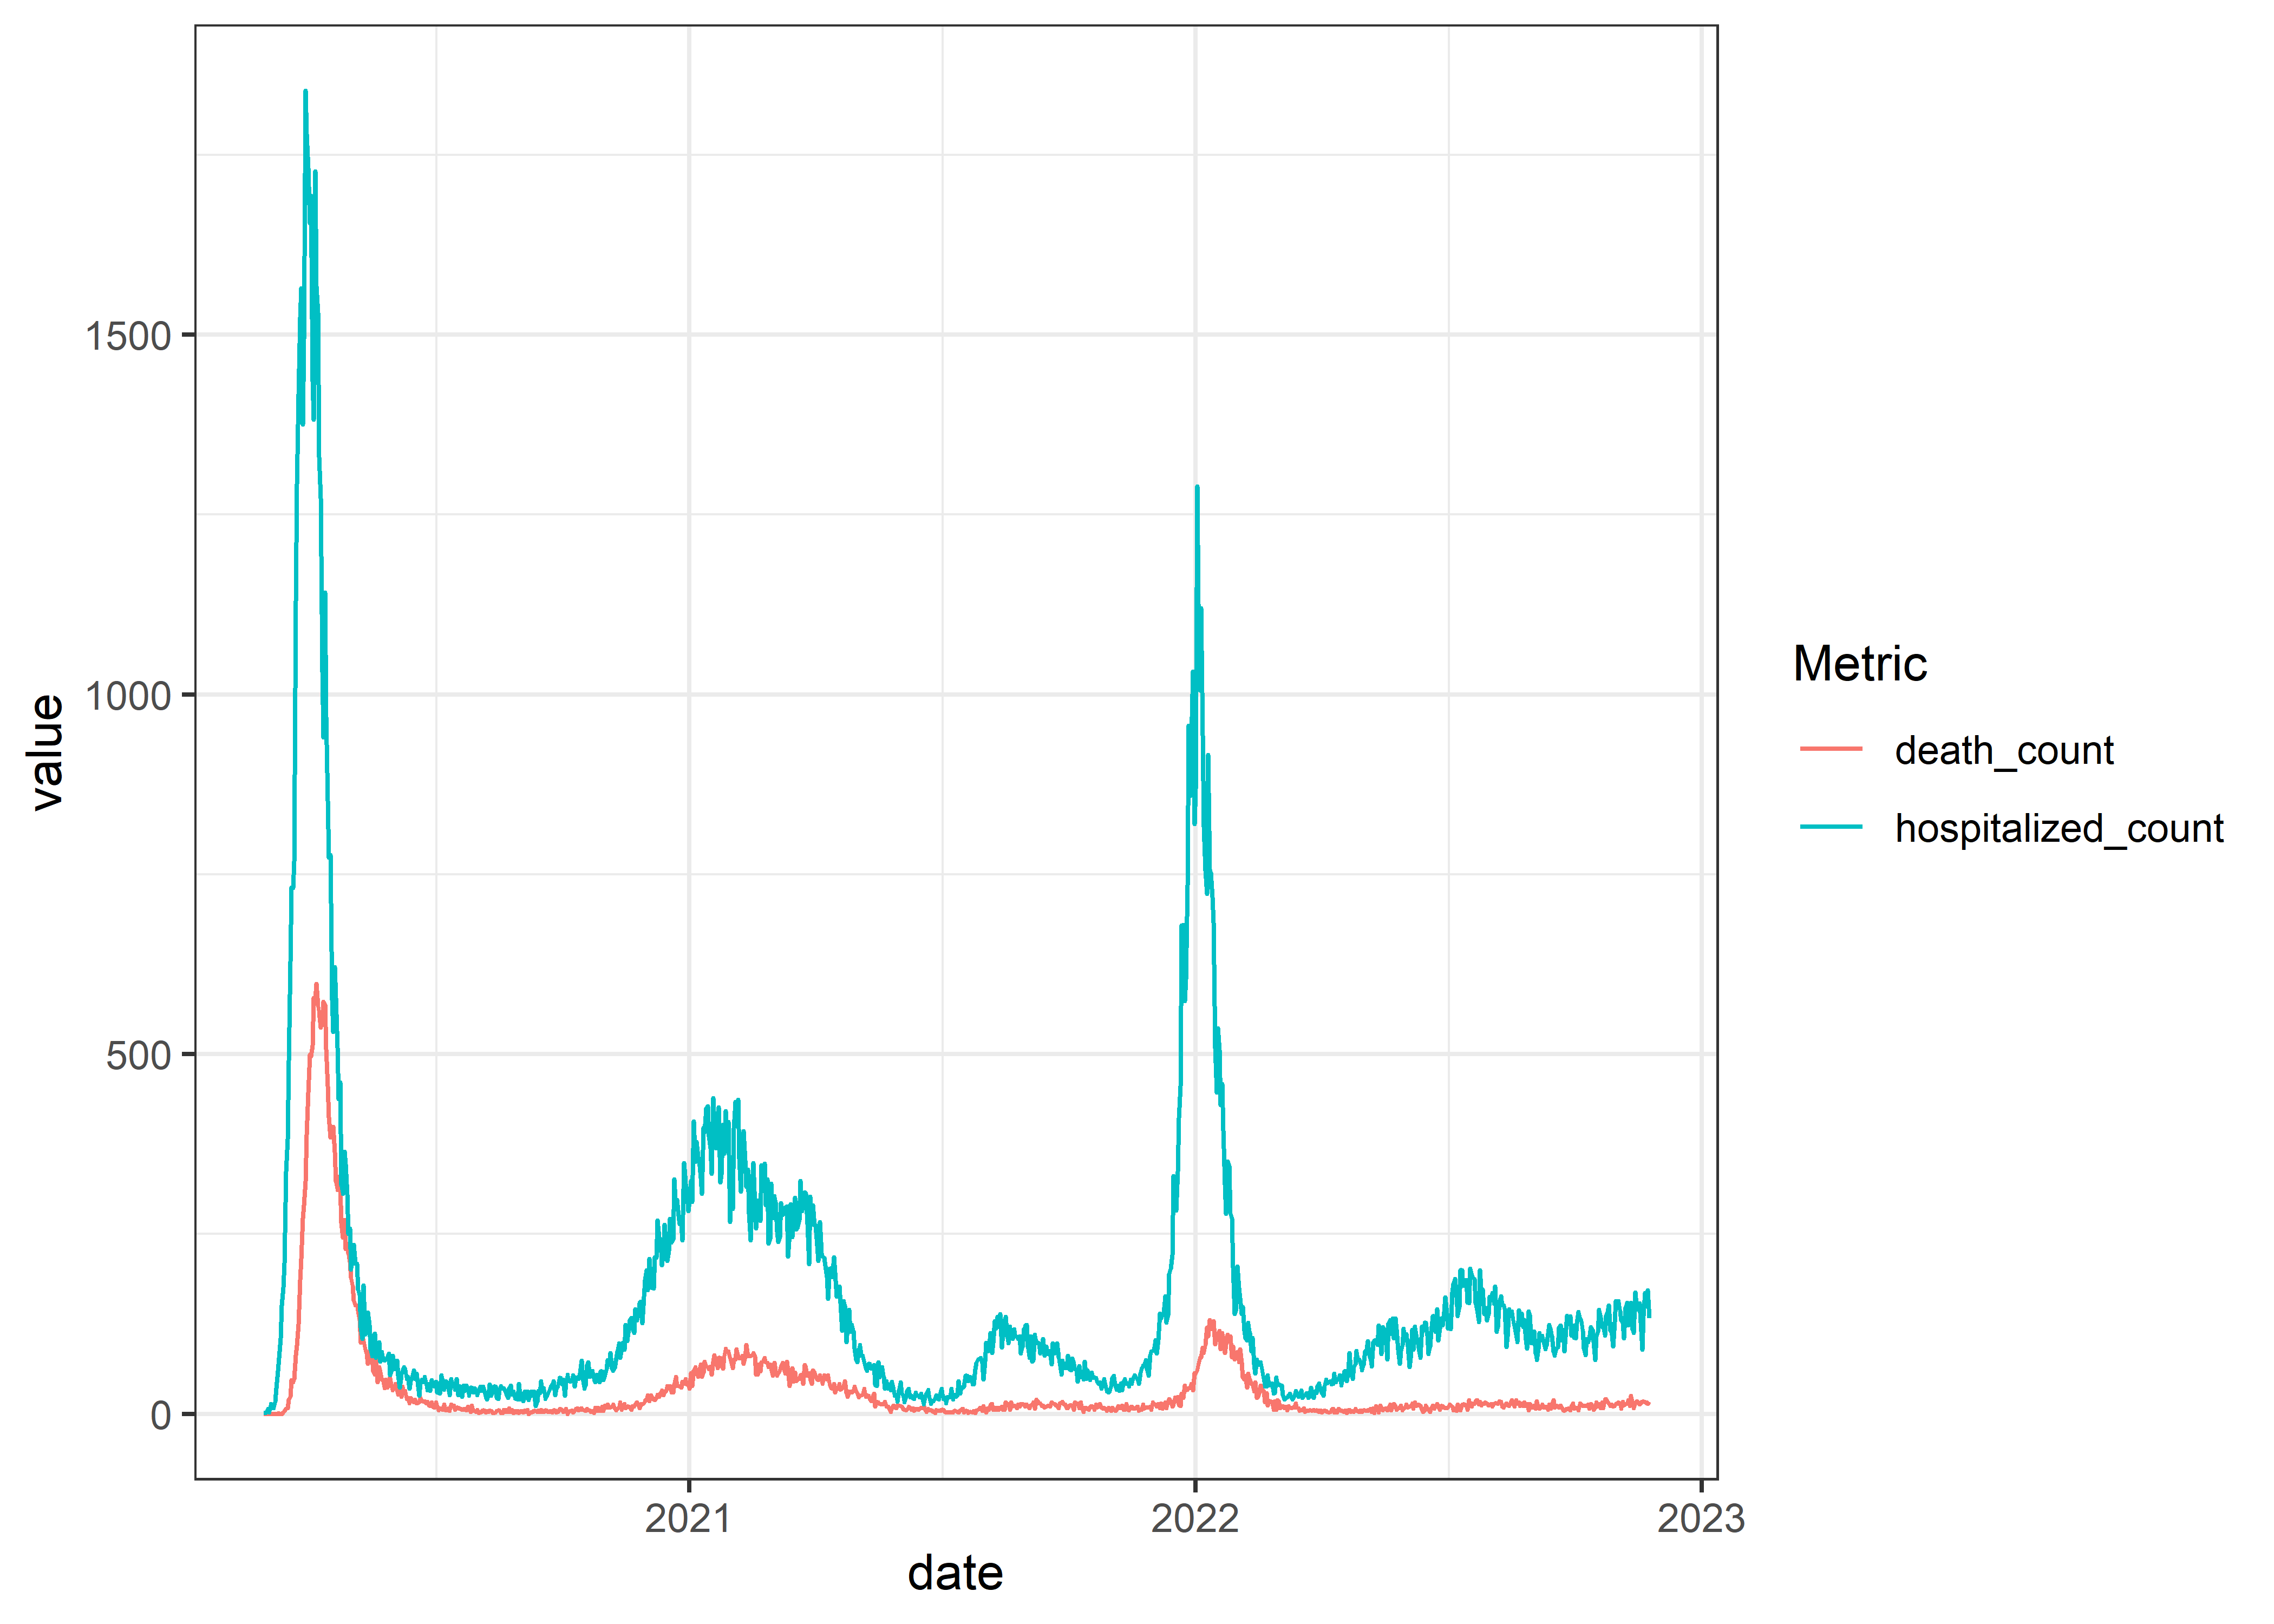 1500
1000
500
0
value
2021
2022
2023
date
Metric
death_count
hospitalized_count